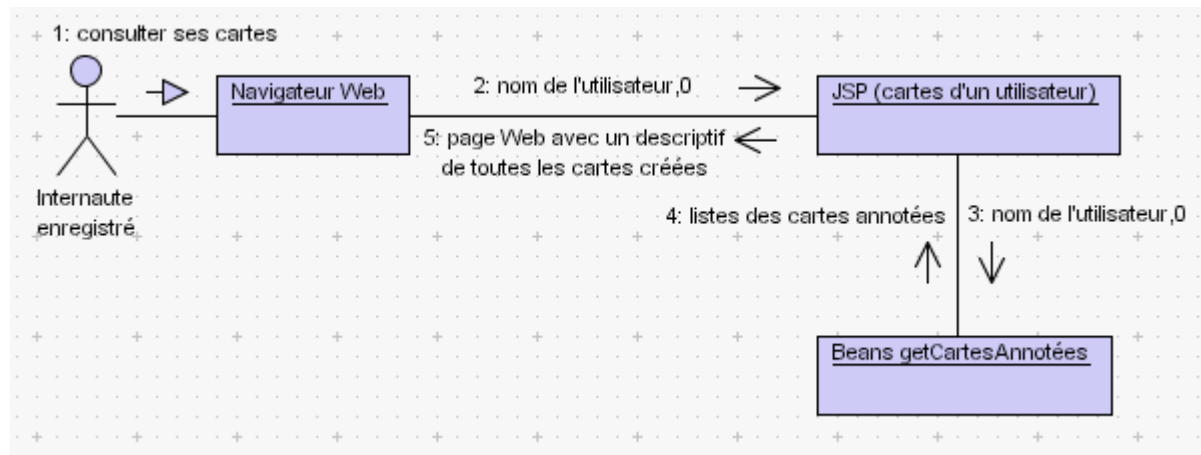 1: consulter ses cartes
Navigateur Web
2: nom de l'utilisateur,0
JSP (cartes d'un utilisateur)
5: page Web avec un descriptif
de toutes les cartes créées
Internaute
enregistré
4: listes des cartes annotées
3: nom de l'utilisateur,0
Beans getCartesAnnotées